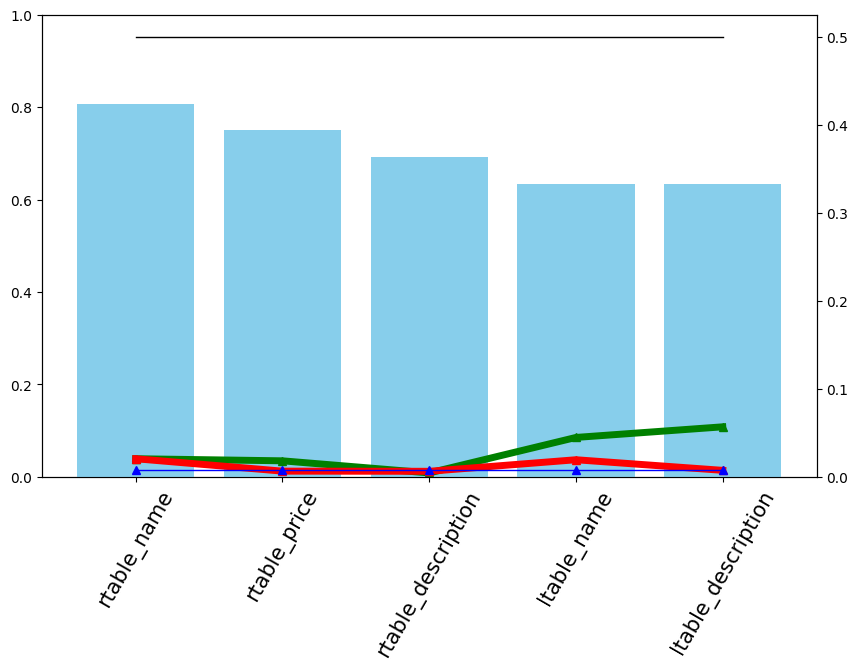 1.0
0.8
0.6
0.4
0.2
0.0
0.5
0.4
0.3
0.2
0.1
0.0
rtable_name
rtable_price
rtable_description
ltable_name
ltable_description